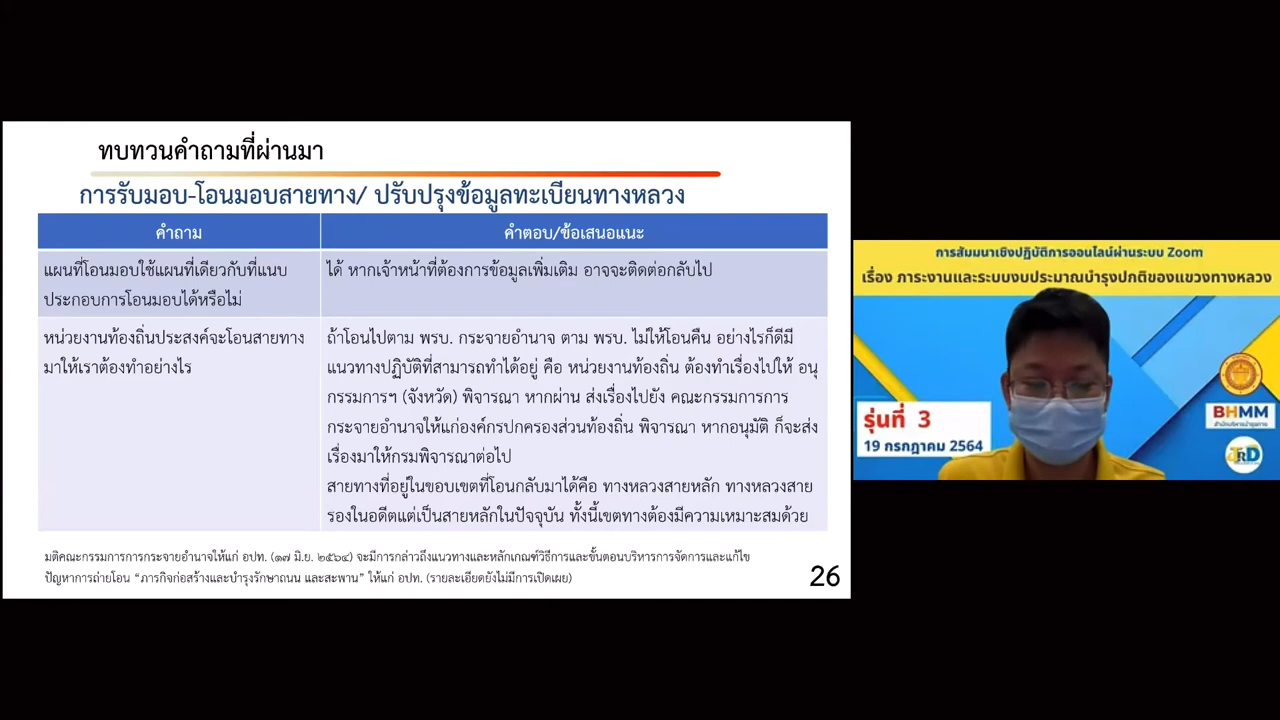 ทบทวนคำถามที่ผ่านมา
การรับมอบ-โอนมอบสายทาง/ ปรับปรุงข้อมูลทะเบียนทางหลวง
คำถาม
คำตอบ/ข้อเสนอแนะ
แผนที่โอนมอบใช้แผนที่เดียวกับที่แนบ
ประกอบการโอนมอบได้หรือไม่
ได้ หากเจ้าหน้าที่ต้องการข้อมูลเพิ่มเติม อาจจะติดต่อกลับไป
หน่วยงานท้องถิ่นประสงค์จะโอนสายทาง
มาให้เราต้องทำอย่างไร
ถ้าโอนไปตาม พรบ. กระจายอำนาจ ตาม พรบ. ไม่ให้โอนคืน อย่างไรก็ดีมี
แนวทางปฏิบัติที่สามารถทำได้อยู่ คือ หน่วยงานท้องถิ่น ต้องทำเรื่องไปให้ อนุ
กรรมการฯ (จังหวัด) พิจารณา หากผ่าน ส่งเรื่องไปยัง คณะกรรมการการ
กระจายอำนาจให้แก่องค์กรปกครองส่วนท้องถิ่น พิจารณา หากอนุมัติ ก็จะส่ง
เรื่องมาให้กรมพิจารณาต่อไป
สายทางที่อยู่ในขอบเขตที่โอนกลับมาได้คือ ทางหลวงสายหลัก ทางหลวงสาย
รองในอดีตแต่เป็นสายหลักในปัจจุบัน ทั้งนี้เขตทางต้องมีความเหมาะสมด้วย
มติคณะกรรมการการกระจายอำนาจให้แก่ อปท. (๑๗ มิ.ย. ๒๕๖๔) จะมีการกล่าวถึงแนวทางและหลักเกณฑ์วิธีการและขั้นตอนบริหารการจัดการและแก้ไข
ปัญหาการถ่ายโอน “ภารกิจก่อสร้างและบำรุงรักษาถนน และสะพาน” ให้แก่ อปท. (รายละเอียดยังไม่มีการเปิดเผย)
26
การสัมมนาเชิงปฏิบัติการออนไลน์ผ่านระบบ Zoom
เรื่อง ภาระงานและระบบงบประมาณบำรุงปกติของแขวงทางหลวง
รุ่นที่ 3
19 กรกฎาคม 2564
BHMM
สำนักบริหารบำรุงทาง